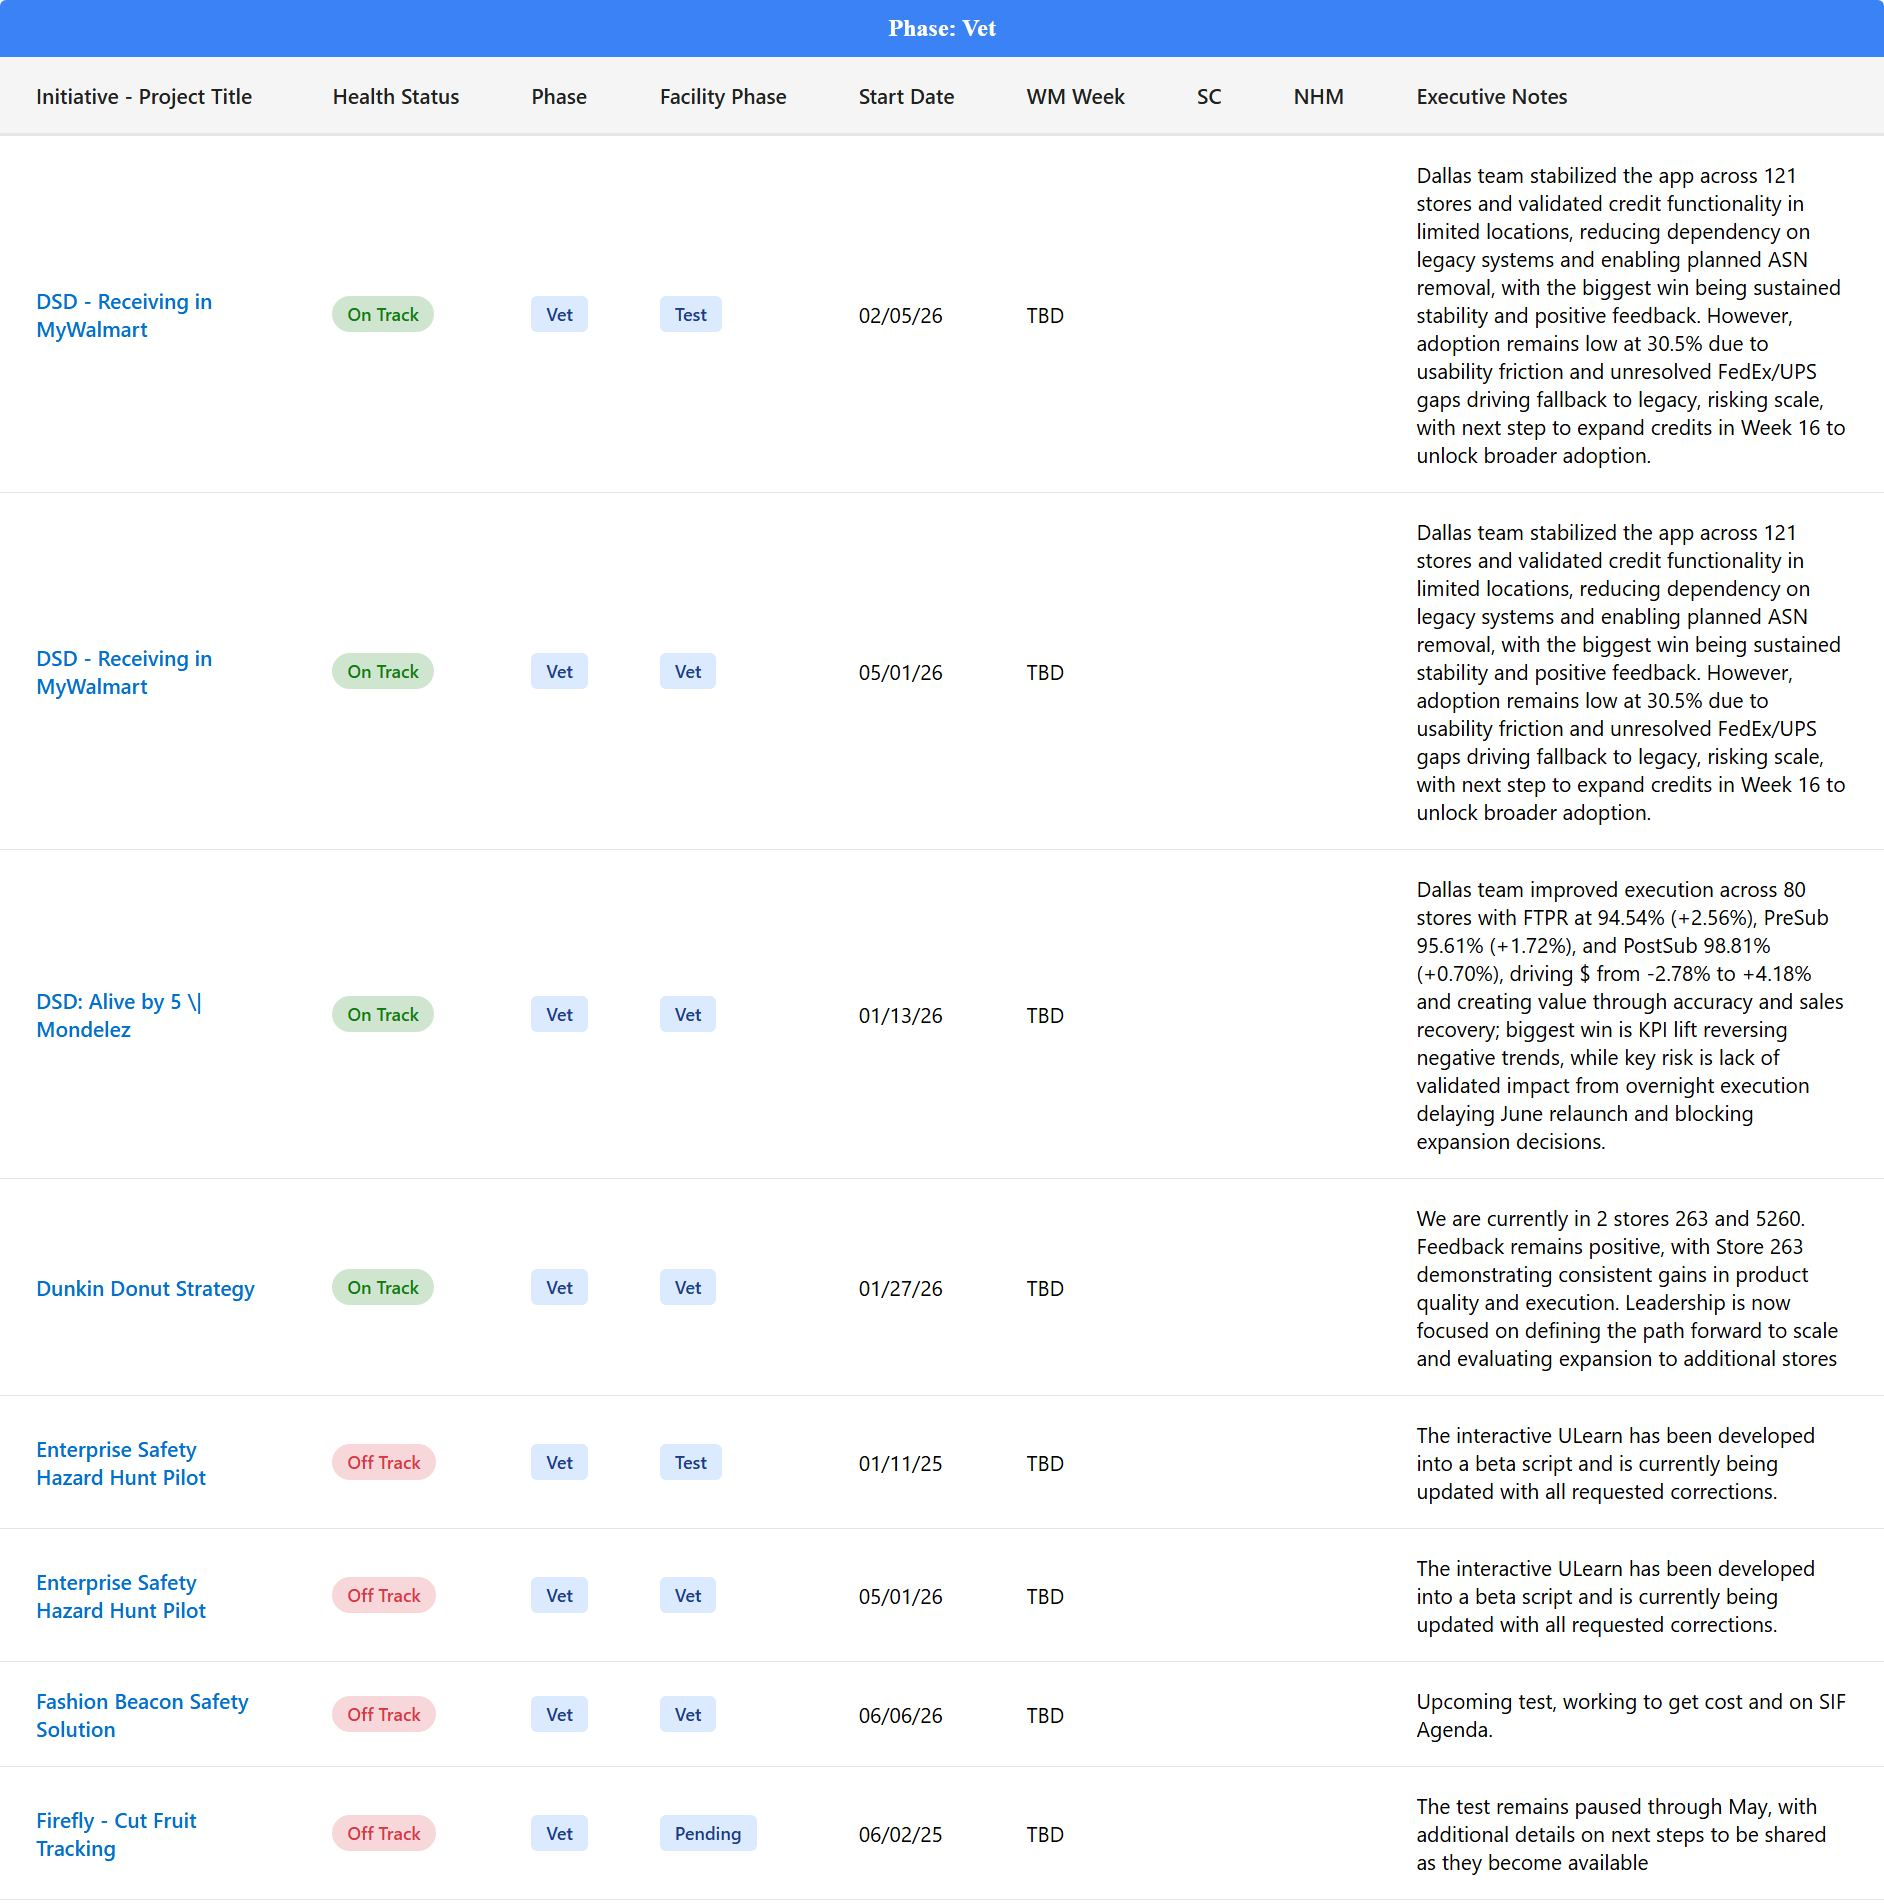 Phase: Vet
Initiative - Project Title Health Status Phase Facility Phase Start Date WM Week SC NHM Executive Notes
DSD - Receiving in
MyWalmart
On Track Vet Test 02/05/26 TBD
Dallas team stabilized the app across 121
stores and validated credit functionality in
limited locations, reducing dependency on
legacy systems and enabling planned ASN
removal, with the biggest win being sustained
stability and positive feedback. However,
adoption remains low at 30.5% due to
usability friction and unresolved FedEx/UPS
gaps driving fallback to legacy, risking scale,
with next step to expand credits in Week 16 to
unlock broader adoption.
DSD - Receiving in
MyWalmart
On Track Vet Vet 05/01/26 TBD
Dallas team stabilized the app across 121
stores and validated credit functionality in
limited locations, reducing dependency on
legacy systems and enabling planned ASN
removal, with the biggest win being sustained
stability and positive feedback. However,
adoption remains low at 30.5% due to
usability friction and unresolved FedEx/UPS
gaps driving fallback to legacy, risking scale,
with next step to expand credits in Week 16 to
unlock broader adoption.
DSD: Alive by 5 \|
Mondelez
On Track Vet Vet 01/13/26 TBD
Dallas team improved execution across 80
stores with FTPR at 94.54% (+2.56%), PreSub
95.61% (+1.72%), and PostSub 98.81%
(+0.70%), driving $ from -2.78% to +4.18%
and creating value through accuracy and sales
recovery; biggest win is KPI lift reversing
negative trends, while key risk is lack of
validated impact from overnight execution
delaying June relaunch and blocking
expansion decisions.
Dunkin Donut Strategy
On Track Vet Vet 01/27/26 TBD
We are currently in 2 stores 263 and 5260.
Feedback remains positive, with Store 263
demonstrating consistent gains in product
quality and execution. Leadership is now
focused on defining the path forward to scale
and evaluating expansion to additional stores
Enterprise Safety
Hazard Hunt Pilot
Off Track Vet Test 01/11/25 TBD
The interactive ULearn has been developed
into a beta script and is currently being
updated with all requested corrections.
Enterprise Safety
Hazard Hunt Pilot
Off Track Vet Vet 05/01/26 TBD
The interactive ULearn has been developed
into a beta script and is currently being
updated with all requested corrections.
Fashion Beacon Safety
Solution
Off Track Vet Vet 06/06/26 TBD
Upcoming test, working to get cost and on SIF
Agenda.
Firefly - Cut Fruit
Tracking
Off Track Vet Pending 06/02/25 TBD
The test remains paused through May, with
additional details on next steps to be shared
as they become available